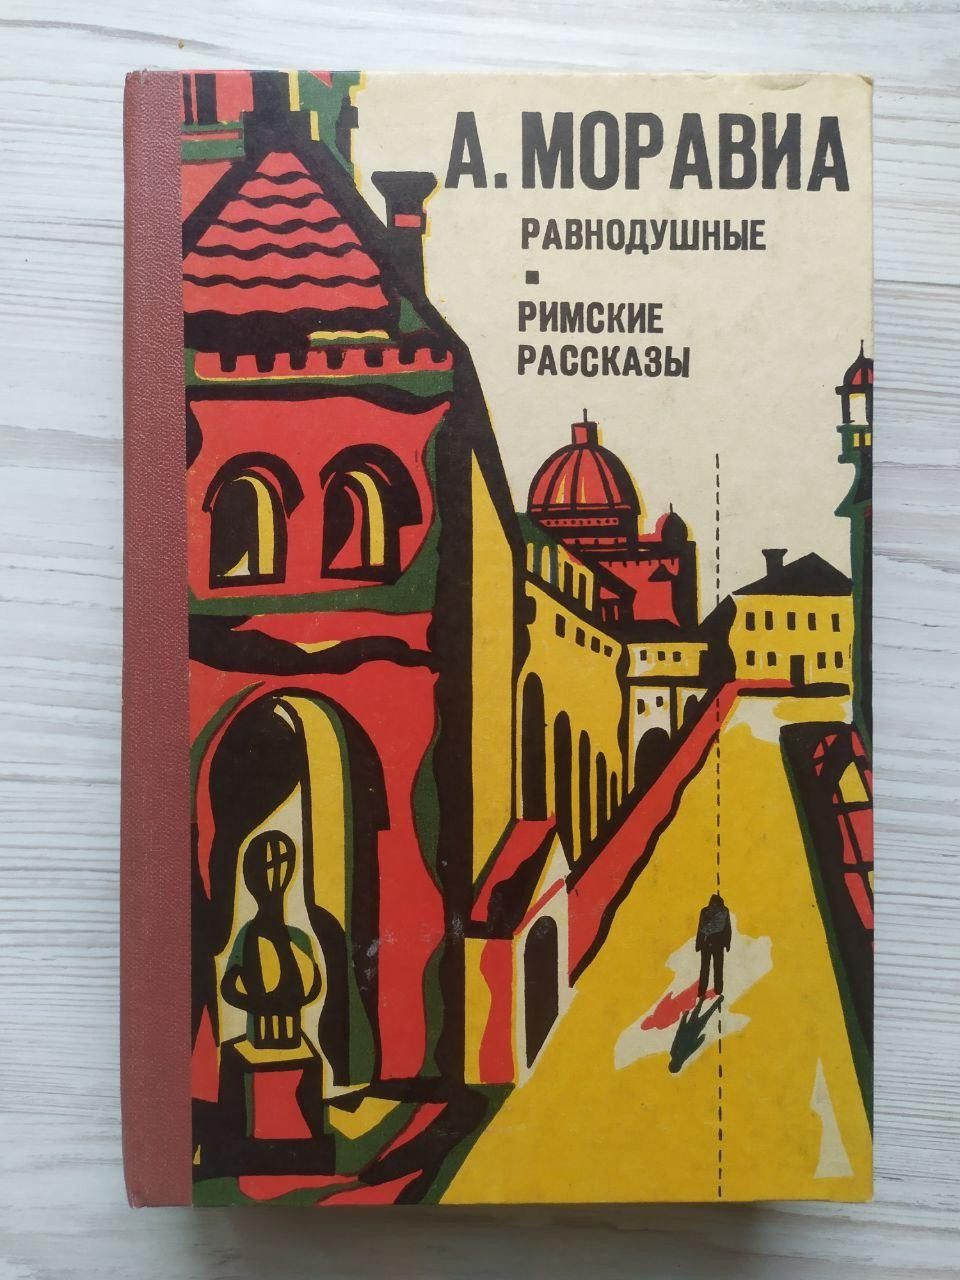 А. МОРАВИА
РАВНОДУШНЫЕ
▪
РИМСКИЕ
РАССКАЗЫ